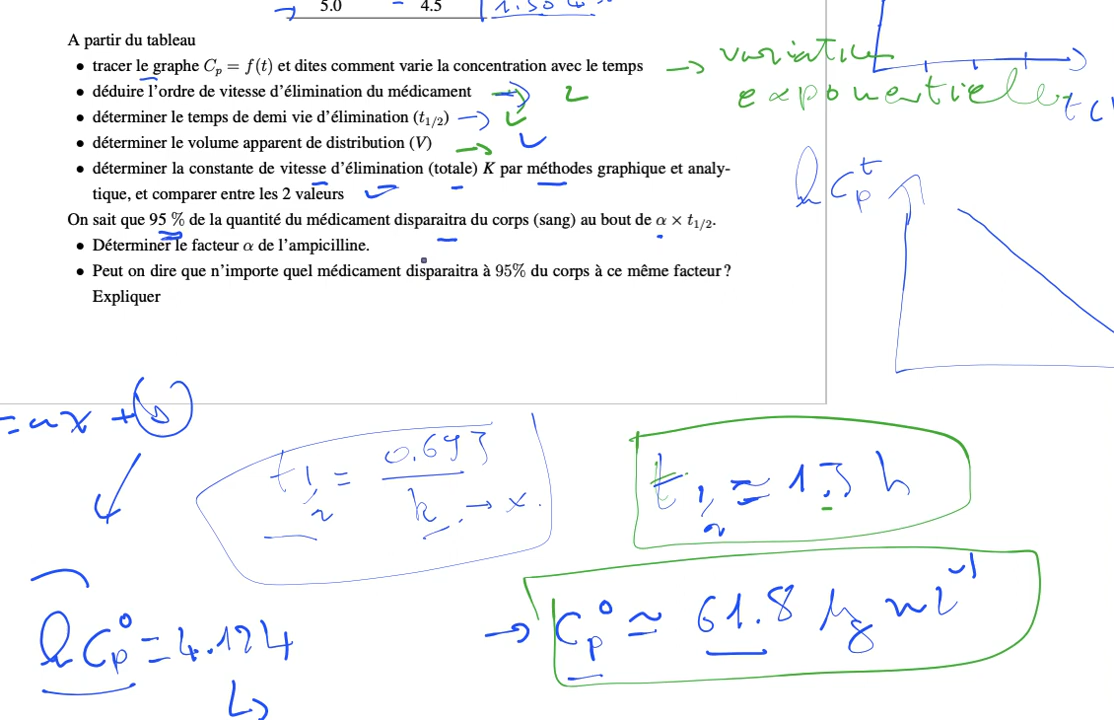 5.0 4.5 1.50
A partir du tableau
• tracer le graphe Cp = f(t) et dites comment varie la concentration avec le temps → variation
exponentielle
t
• déduire l'ordre de vitesse d'élimination du médicament
• déterminer le temps de demi vie d'élimination (t1/2)
• déterminer le volume apparent de distribution (V)
• déterminer la constante de vitesse d'élimination (totale) K par méthodes graphique et analy-
tique, et comparer entre les 2 valeurs
ln Cp^t
On sait que 95 % de la quantité du médicament disparaitra du corps (sang) au bout de α × t1/2.
• Déterminer le facteur α de l'ampicilline.
• Peut on dire que n'importe quel médicament disparaitra à 95% du corps à ce même facteur ?
Expliquer
= ax + b
t1/2 = 0.693 / k → x.
t1/2 ≃ 1.3 h
ln Cp° = 4.124
→ Cp° ≃ 61.8 μg mL^-1